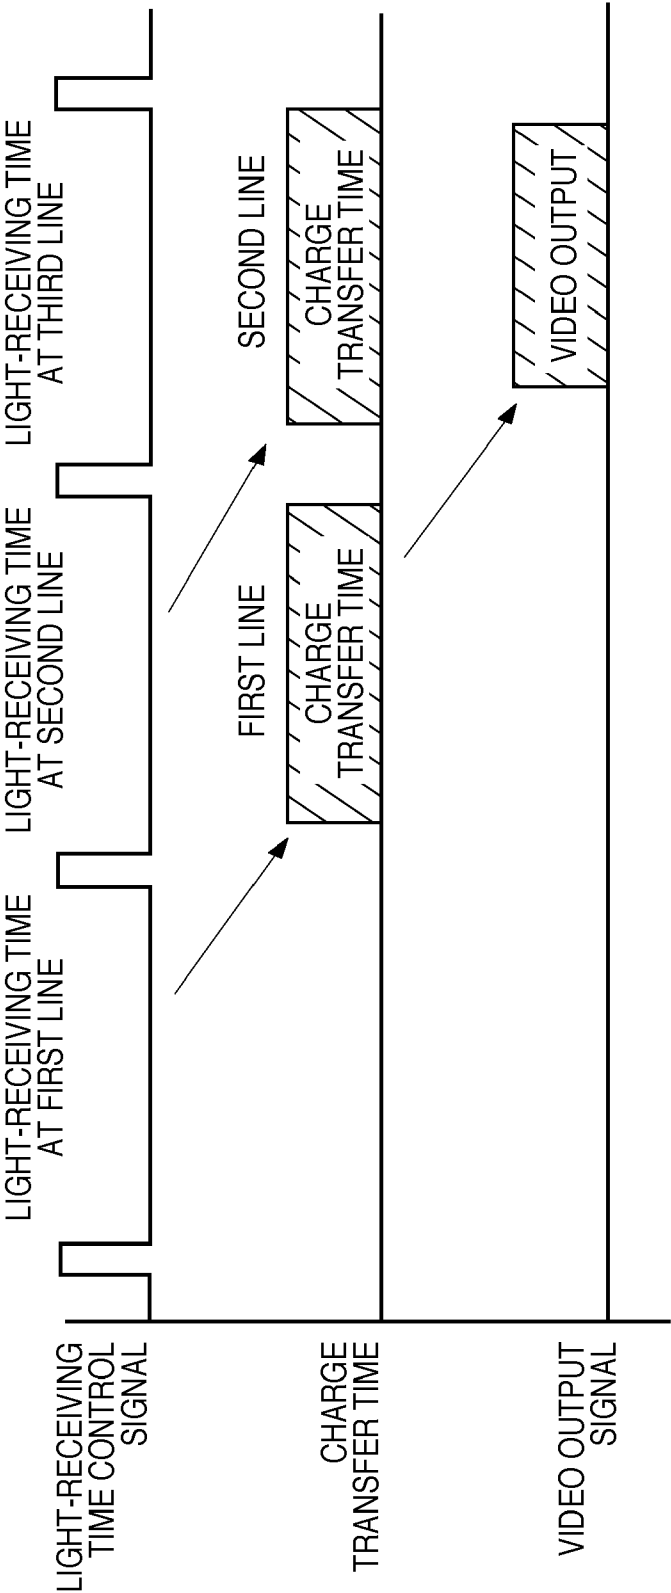 LIGHT-RECEIVING
TIME CONTROL
SIGNAL
LIGHT-RECEIVING TIME
AT FIRST LINE
LIGHT-RECEIVING TIME
AT SECOND LINE
LIGHT-RECEIVING TIME
AT THIRD LINE
CHARGE
TRANSFER TIME
FIRST LINE
CHARGE
TRANSFER TIME
SECOND LINE
CHARGE
TRANSFER TIME
VIDEO OUTPUT
SIGNAL
VIDEO OUTPUT